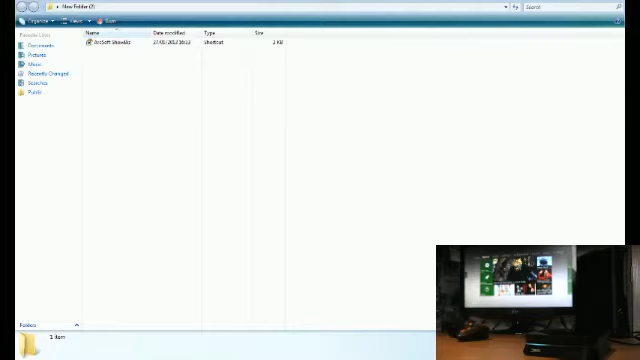 New Folder (2)
Search
Organize
Views
Burn
Favorite Links
Documents
Pictures
Music
Recently Changed
Searches
Public
Name
Date modified
Type
Size
ArcSoft ShowBiz
Shortcut
2 KB
Folders
1 item